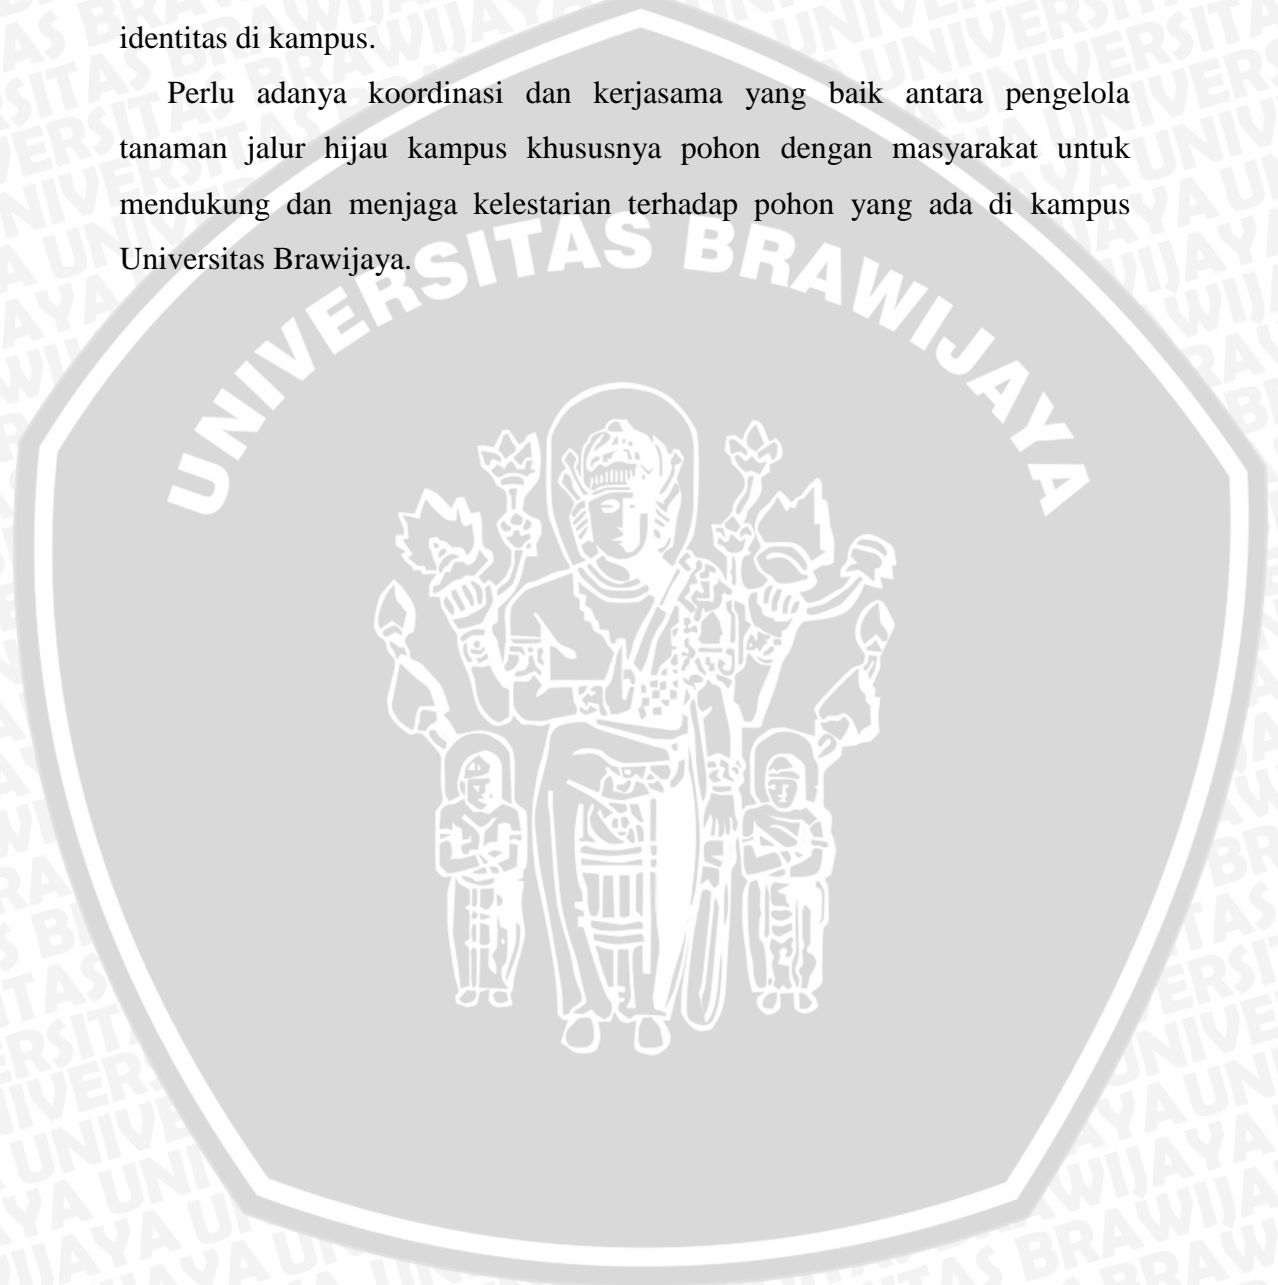 identitas di kampus.
Perlu adanya koordinasi dan kerjasama yang baik antara pengelola
tanaman jalur hijau kampus khususnya pohon dengan masyarakat untuk
mendukung dan menjaga kelestarian terhadap pohon yang ada di kampus
Universitas Brawijaya.
UNIVERSITAS BRAWIJAYA